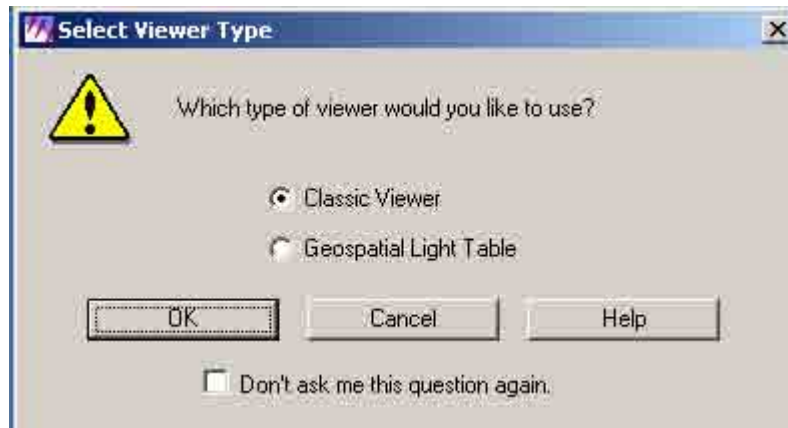 Select Viewer Type
Which type of viewer would you like to use?
Classic Viewer
Geospatial Light Table
OK Cancel Help
Don't ask me this question again.